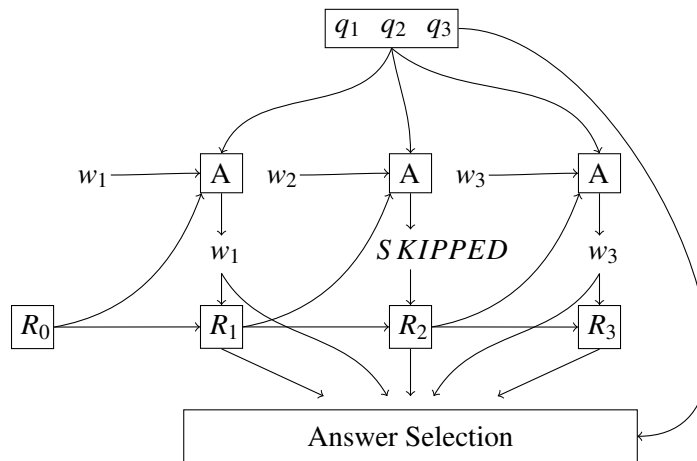 q1 q2 q3
w1 A w2 A w3 A
w1 SKIPPED w3
R0 R1 R2 R3
Answer Selection